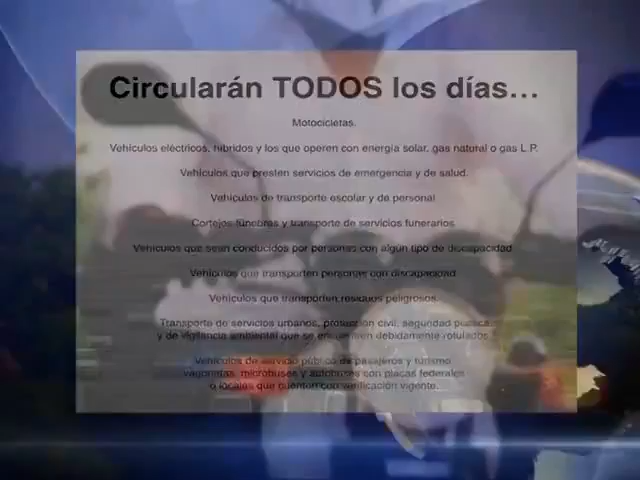 Circularán TODOS los días...
Motocicletas.
Vehículos eléctricos, híbridos y los que operen con energía solar, gas natural o gas L.P.
Vehículos que presten servicios de emergencia y de salud.
Vehículos de transporte escolar y de personal
Cortejos fúnebres y transporte de servicios funerarios.
Vehículos que sean conducidos por personas con algún tipo de discapacidad
Vehículos que transporten personas con discapacidad
Vehículos que transporten residuos peligrosos.
Transporte de servicios urbanos, protección civil, seguridad pública
y de vigilancia ambiental que se encuentren debidamente rotulados
Vehículos de servicio público de pasajeros y turismo
vagonetas, microbuses y autobuses con placas federales
o locales que cuenten con verificación vigente.